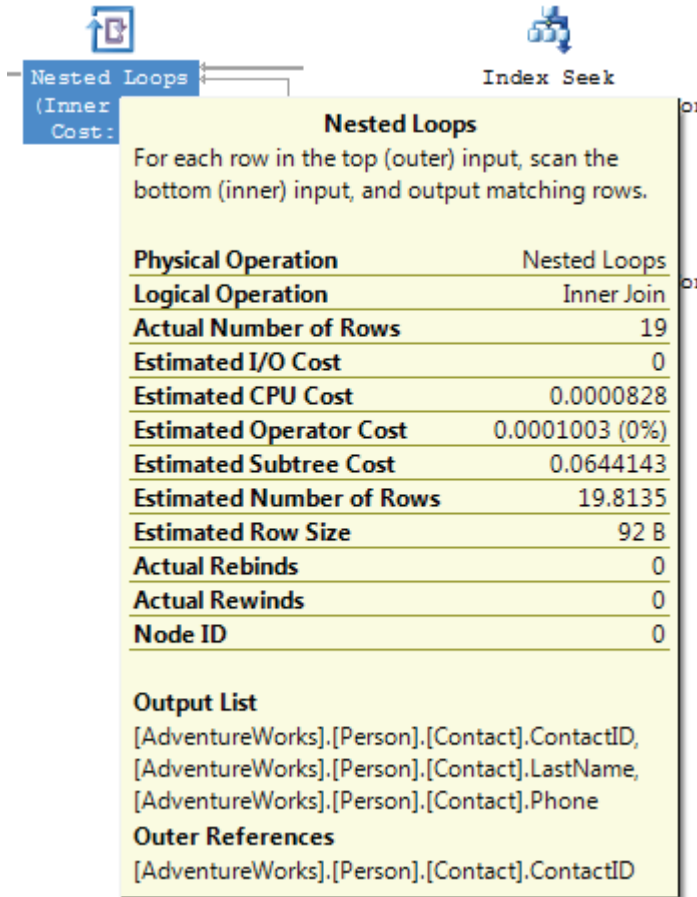 Nested Loops
(Inner
Cost:
Index Seek
Nested Loops
For each row in the top (outer) input, scan the
bottom (inner) input, and output matching rows.
Physical Operation Nested Loops
Logical Operation Inner Join
Actual Number of Rows 19
Estimated I/O Cost 0
Estimated CPU Cost 0.0000828
Estimated Operator Cost 0.0001003 (0%)
Estimated Subtree Cost 0.0644143
Estimated Number of Rows 19.8135
Estimated Row Size 92 B
Actual Rebinds 0
Actual Rewinds 0
Node ID 0
Output List
[AdventureWorks].[Person].[Contact].ContactID,
[AdventureWorks].[Person].[Contact].LastName,
[AdventureWorks].[Person].[Contact].Phone
Outer References
[AdventureWorks].[Person].[Contact].ContactID